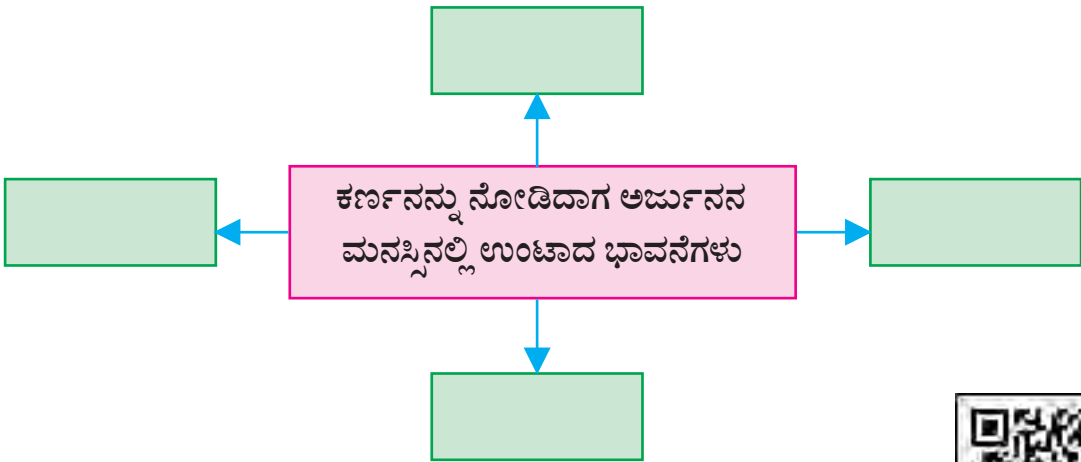 ಕರ್ಣನನ್ನು ನೋಡಿದಾಗ ಅರ್ಜುನನ
ಮನಸ್ಸಿನಲ್ಲಿ ಉಂಟಾದ ಭಾವನೆಗಳು